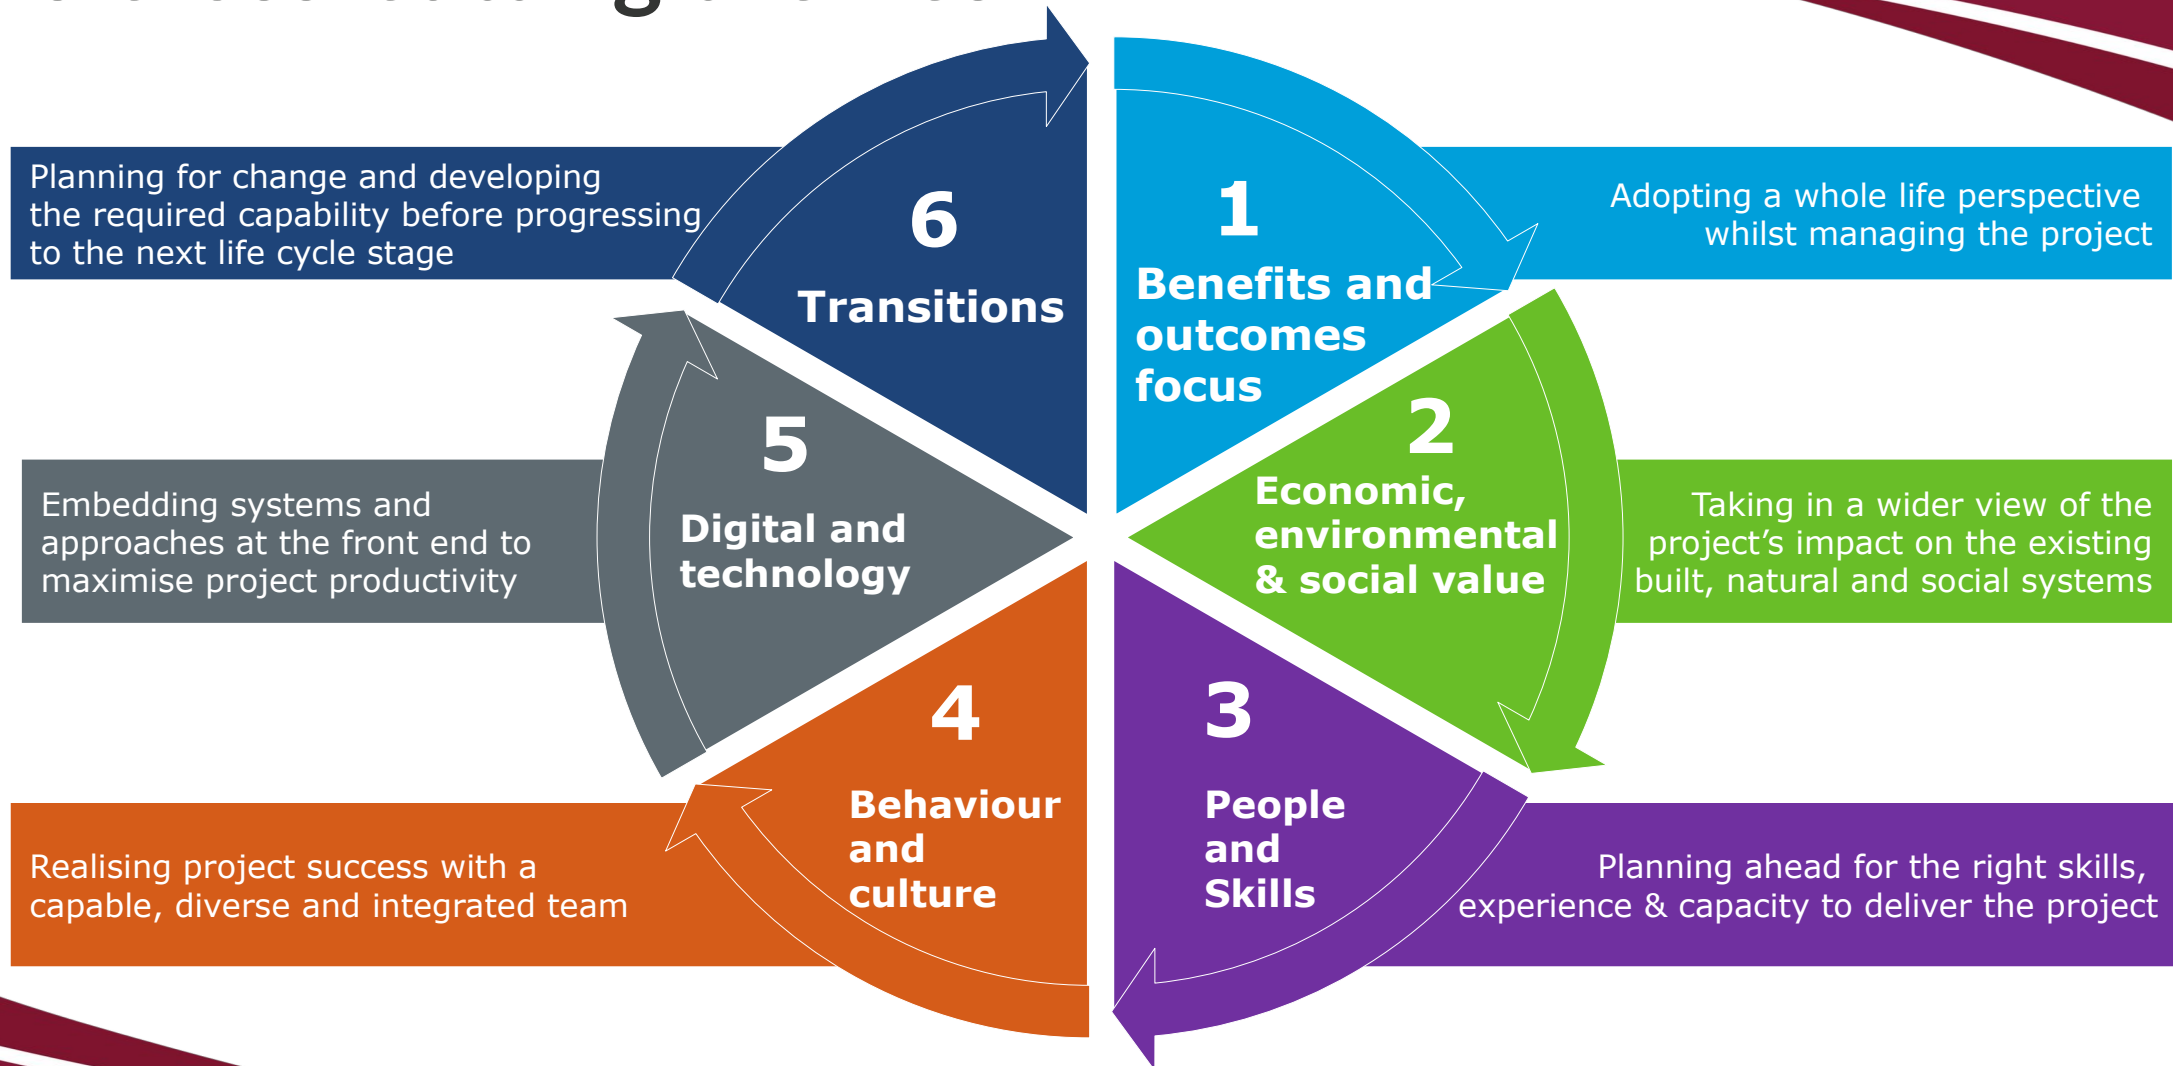 1
Benefits and
outcomes
focus
Adopting a whole life perspective
whilst managing the project
2
Economic,
environmental
& social value
Taking in a wider view of the
project’s impact on the existing
built, natural and social systems
3
People
and
Skills
Planning ahead for the right skills,
experience & capacity to deliver the project
4
Behaviour
and
culture
Realising project success with a
capable, diverse and integrated team
5
Digital and
technology
Embedding systems and
approaches at the front end to
maximise project productivity
6
Transitions
Planning for change and developing
the required capability before progressing
to the next life cycle stage